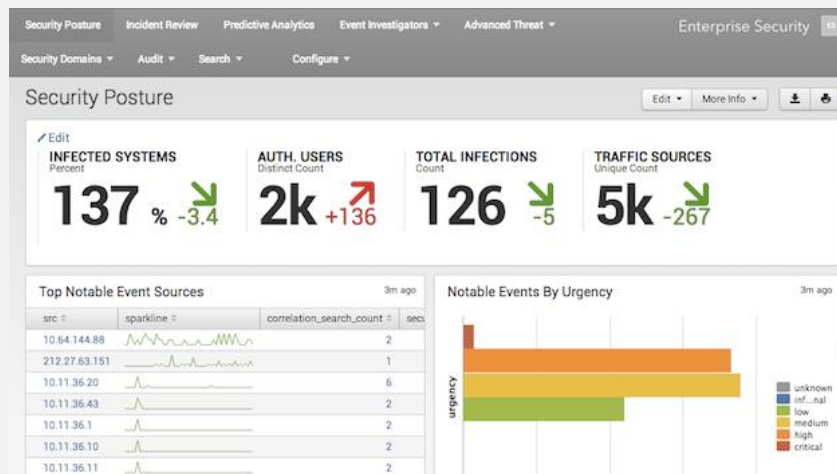 Security Posture Incident Review Predictive Analytics Event Investigators Advanced Threat Enterprise Security
Security Domains Audit Search Configure
Security Posture Edit More Info
Edit
INFECTED SYSTEMS AUTH. USERS TOTAL INFECTIONS TRAFFIC SOURCES
Percent Distinct Count Count Unique Count
137 % -3.4 2k +136 126 -5 5k -267
Top Notable Event Sources 3m ago
src sparkline correlation_search_count secu
10.64.144.88 2
212.27.63.151 1
10.11.36.20 6
10.11.36.43 2
10.11.36.1 2
10.11.36.10 2
10.11.36.11 2
Notable Events By Urgency 3m ago
urgency
unknown
inf...nal
low
medium
high
critical